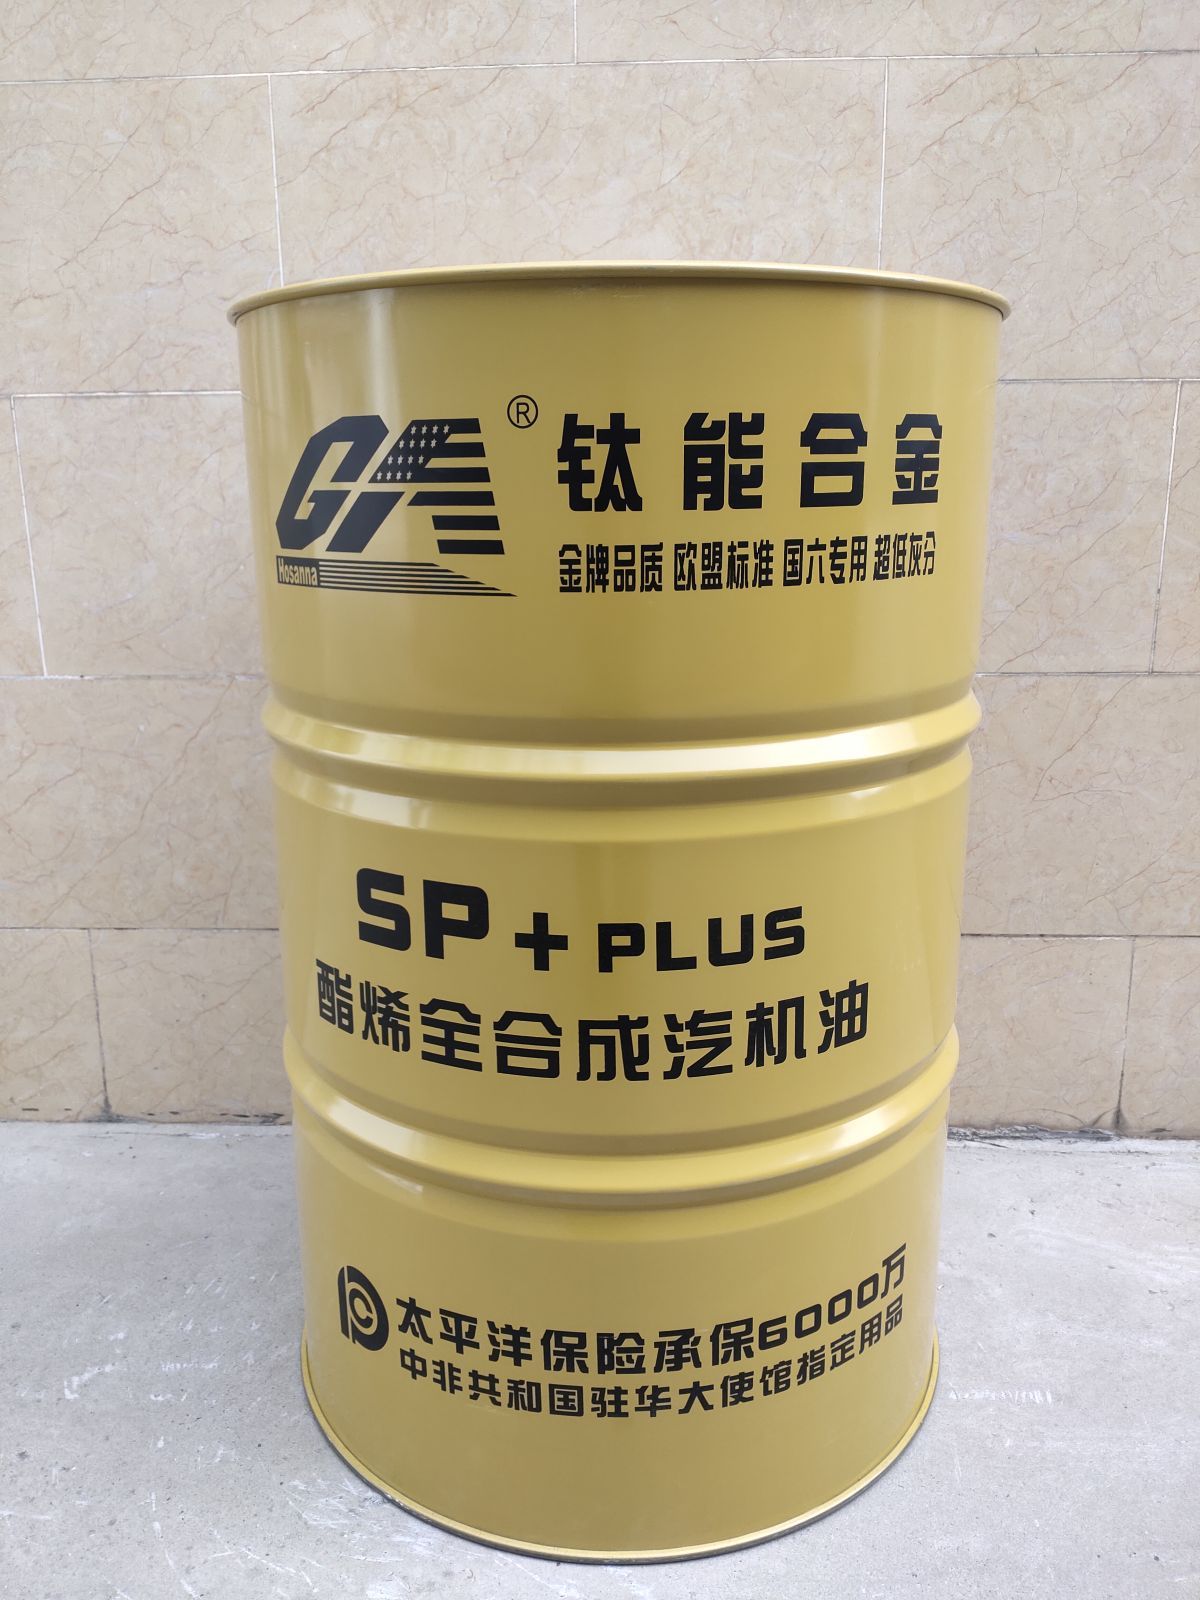 GA® 钛能合金
Hosanna
金牌品质 欧盟标准 国六专用 超低灰分
SP+PLUS
酯烯全合成汽机油
太平洋保险承保6000万
中非共和国驻华大使馆指定用品